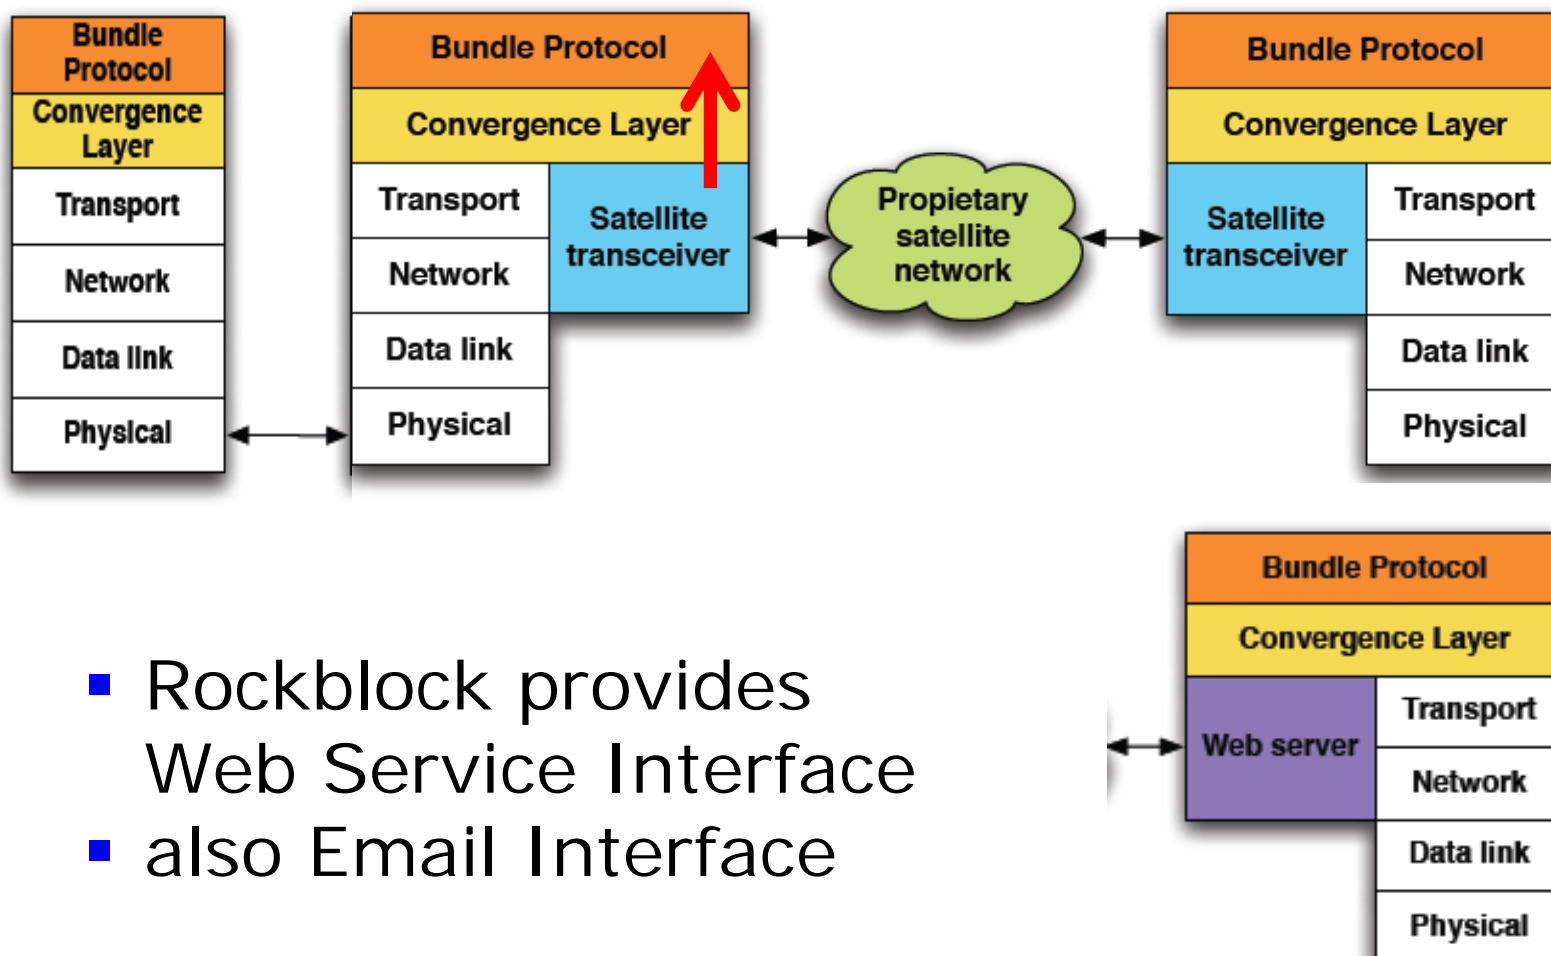 Bundle
Protocol
Convergence
Layer
Transport
Network
Data link
Physical
Bundle Protocol
Convergence Layer
Transport
Network
Data link
Physical
Satellite
transceiver
Propietary
satellite
network
Bundle Protocol
Convergence Layer
Satellite
transceiver
Transport
Network
Data link
Physical
Bundle Protocol
Convergence Layer
Web server
Transport
Network
Data link
Physical
Rockblock provides
Web Service Interface
also Email Interface